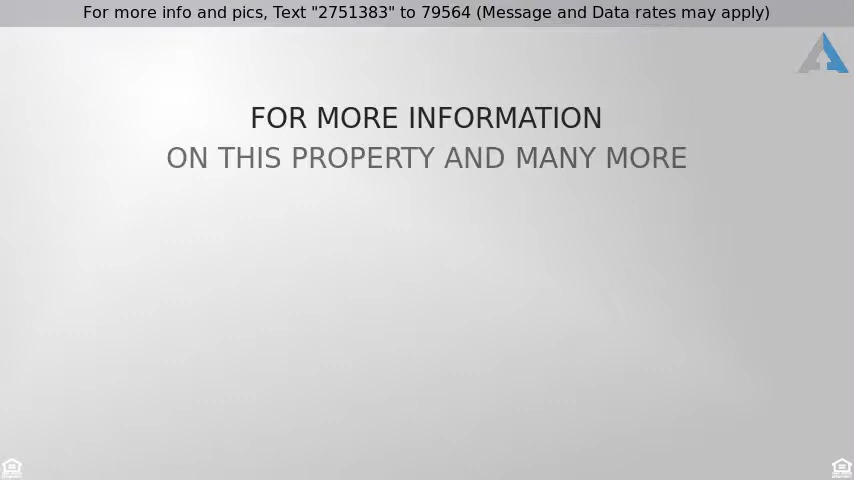 For more info and pics, Text "2751383" to 79564 (Message and Data rates may apply)
FOR MORE INFORMATION
ON THIS PROPERTY AND MANY MORE